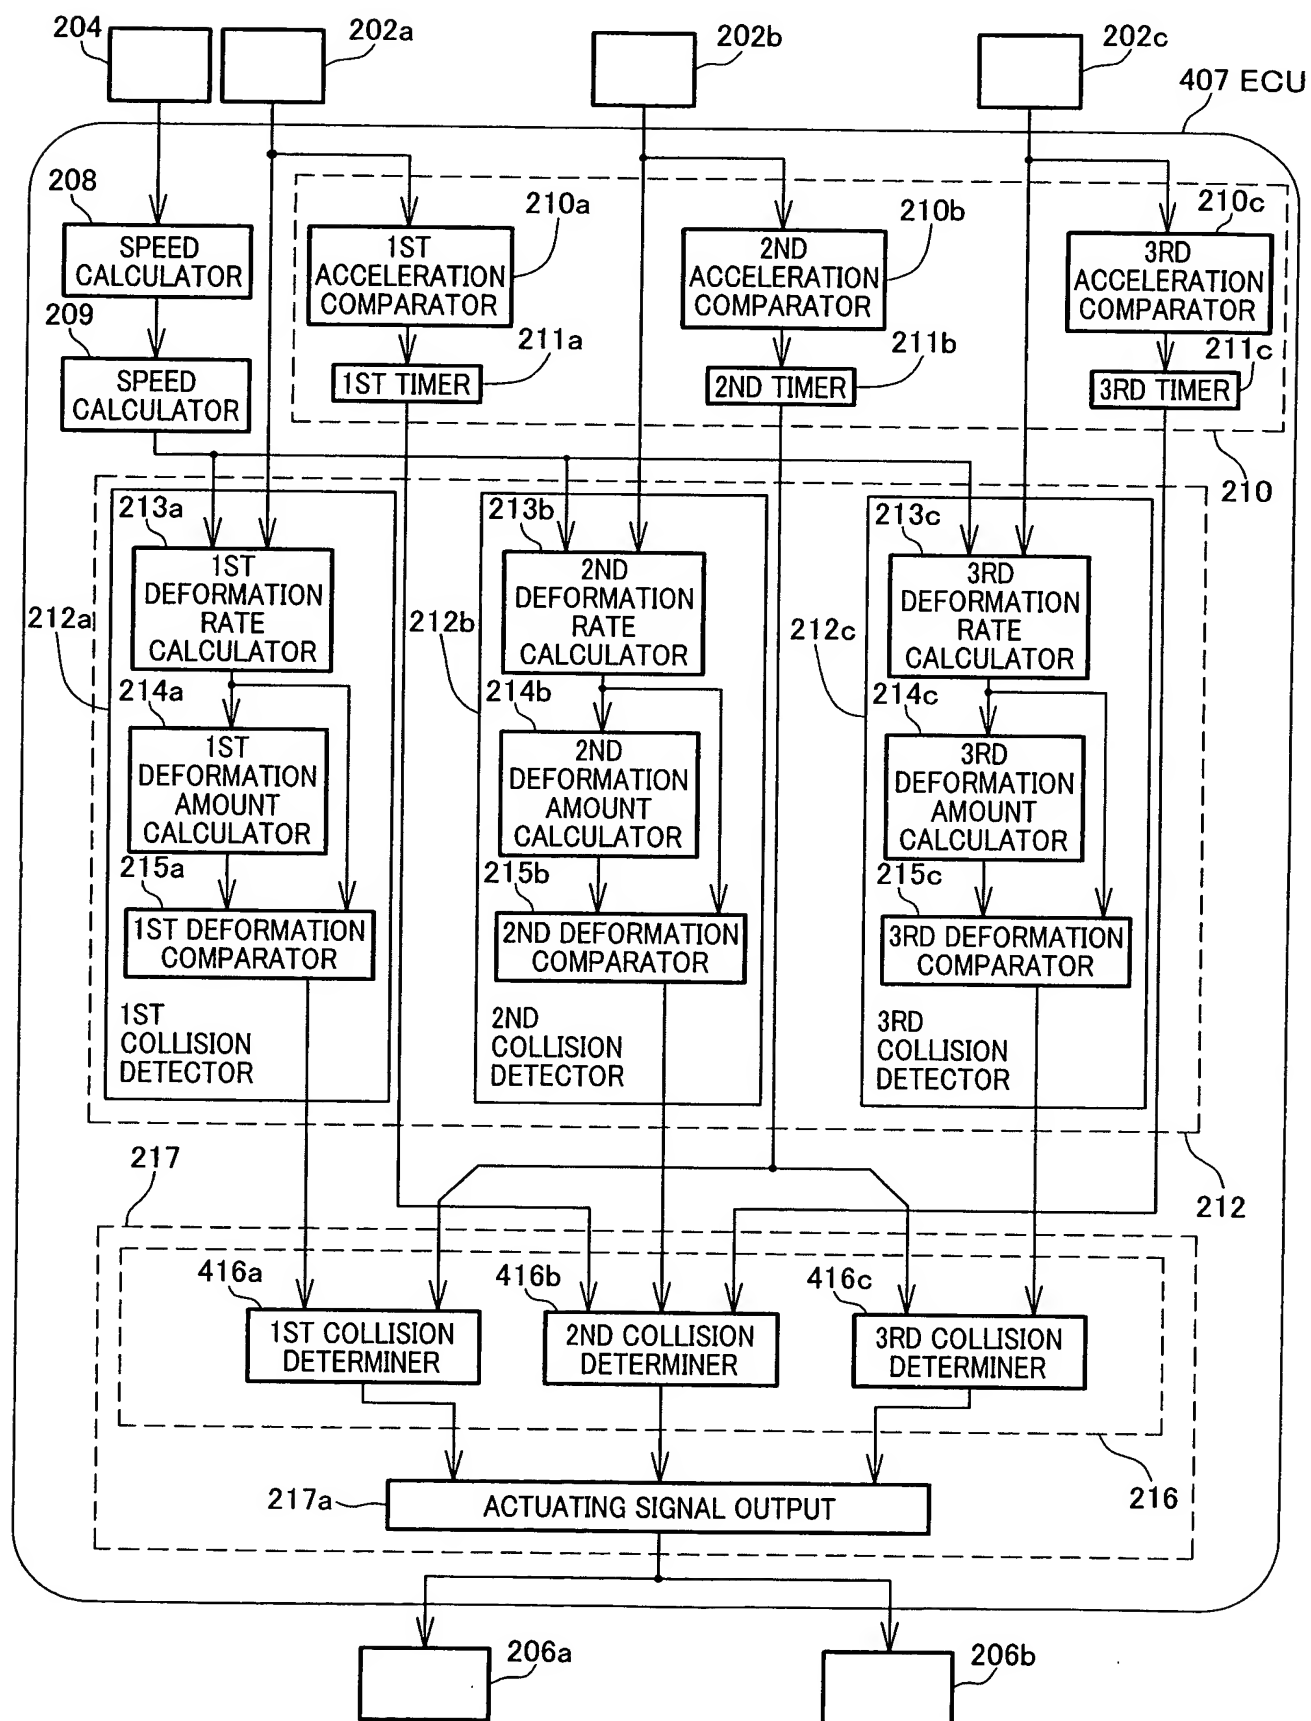 204
202a
202b
202c
407 ECU
208
SPEED
CALCULATOR
210a
1ST
ACCELERATION
COMPARATOR
210b
2ND
ACCELERATION
COMPARATOR
210c
3RD
ACCELERATION
COMPARATOR
209
SPEED
CALCULATOR
211a
1ST TIMER
211b
2ND TIMER
211c
3RD TIMER
210
213a
1ST
DEFORMATION
RATE
CALCULATOR
212a
213b
2ND
DEFORMATION
RATE
CALCULATOR
212b
213c
3RD
DEFORMATION
RATE
CALCULATOR
212c
214a
1ST
DEFORMATION
AMOUNT
CALCULATOR
214b
2ND
DEFORMATION
AMOUNT
CALCULATOR
214c
3RD
DEFORMATION
AMOUNT
CALCULATOR
215a
1ST DEFORMATION
COMPARATOR
215b
2ND DEFORMATION
COMPARATOR
215c
3RD DEFORMATION
COMPARATOR
1ST
COLLISION
DETECTOR
2ND
COLLISION
DETECTOR
3RD
COLLISION
DETECTOR
217
212
416a
1ST COLLISION
DETERMINER
416b
2ND COLLISION
DETERMINER
416c
3RD COLLISION
DETERMINER
216
217a
ACTUATING SIGNAL OUTPUT
206a
206b